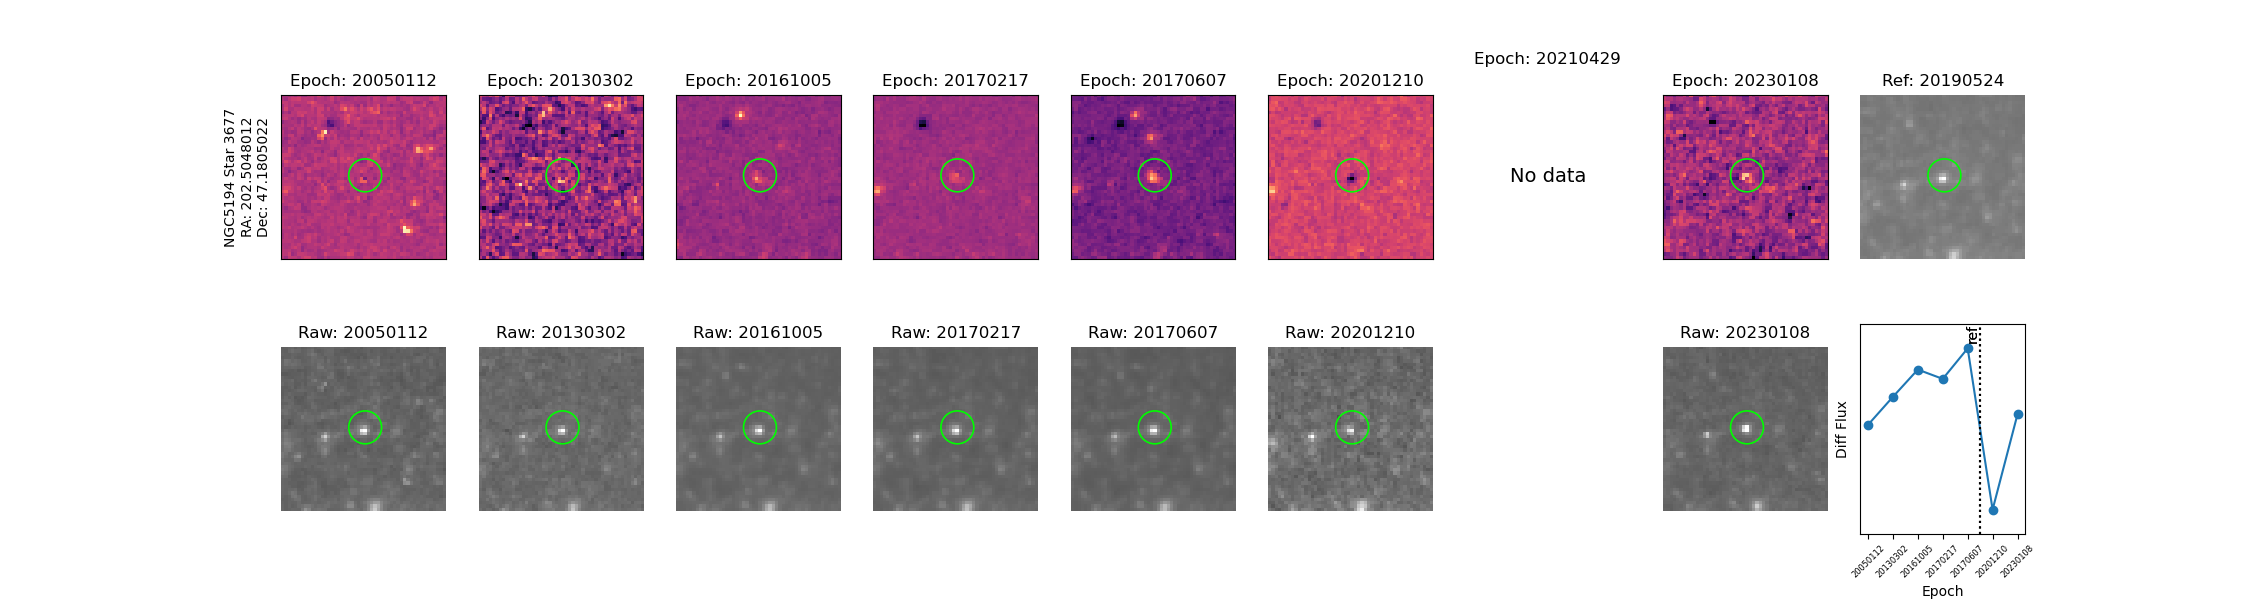 Epoch: 20210429
Epoch: 20050112
Epoch: 20130302
Epoch: 20161005
Epoch: 20170217
Epoch: 20170607
Epoch: 20201210
Epoch: 20230108
Ref: 20190524
NGC5194 Star 3677
RA: 202.5048012
Dec: 47.1805022
No data
Raw: 20050112
Raw: 20130302
Raw: 20161005
Raw: 20170217
Raw: 20170607
Raw: 20201210
Raw: 20230108
ref
Diff Flux
20050112
20130302
20161005
20170217
20170607
20201210
20230108
Epoch